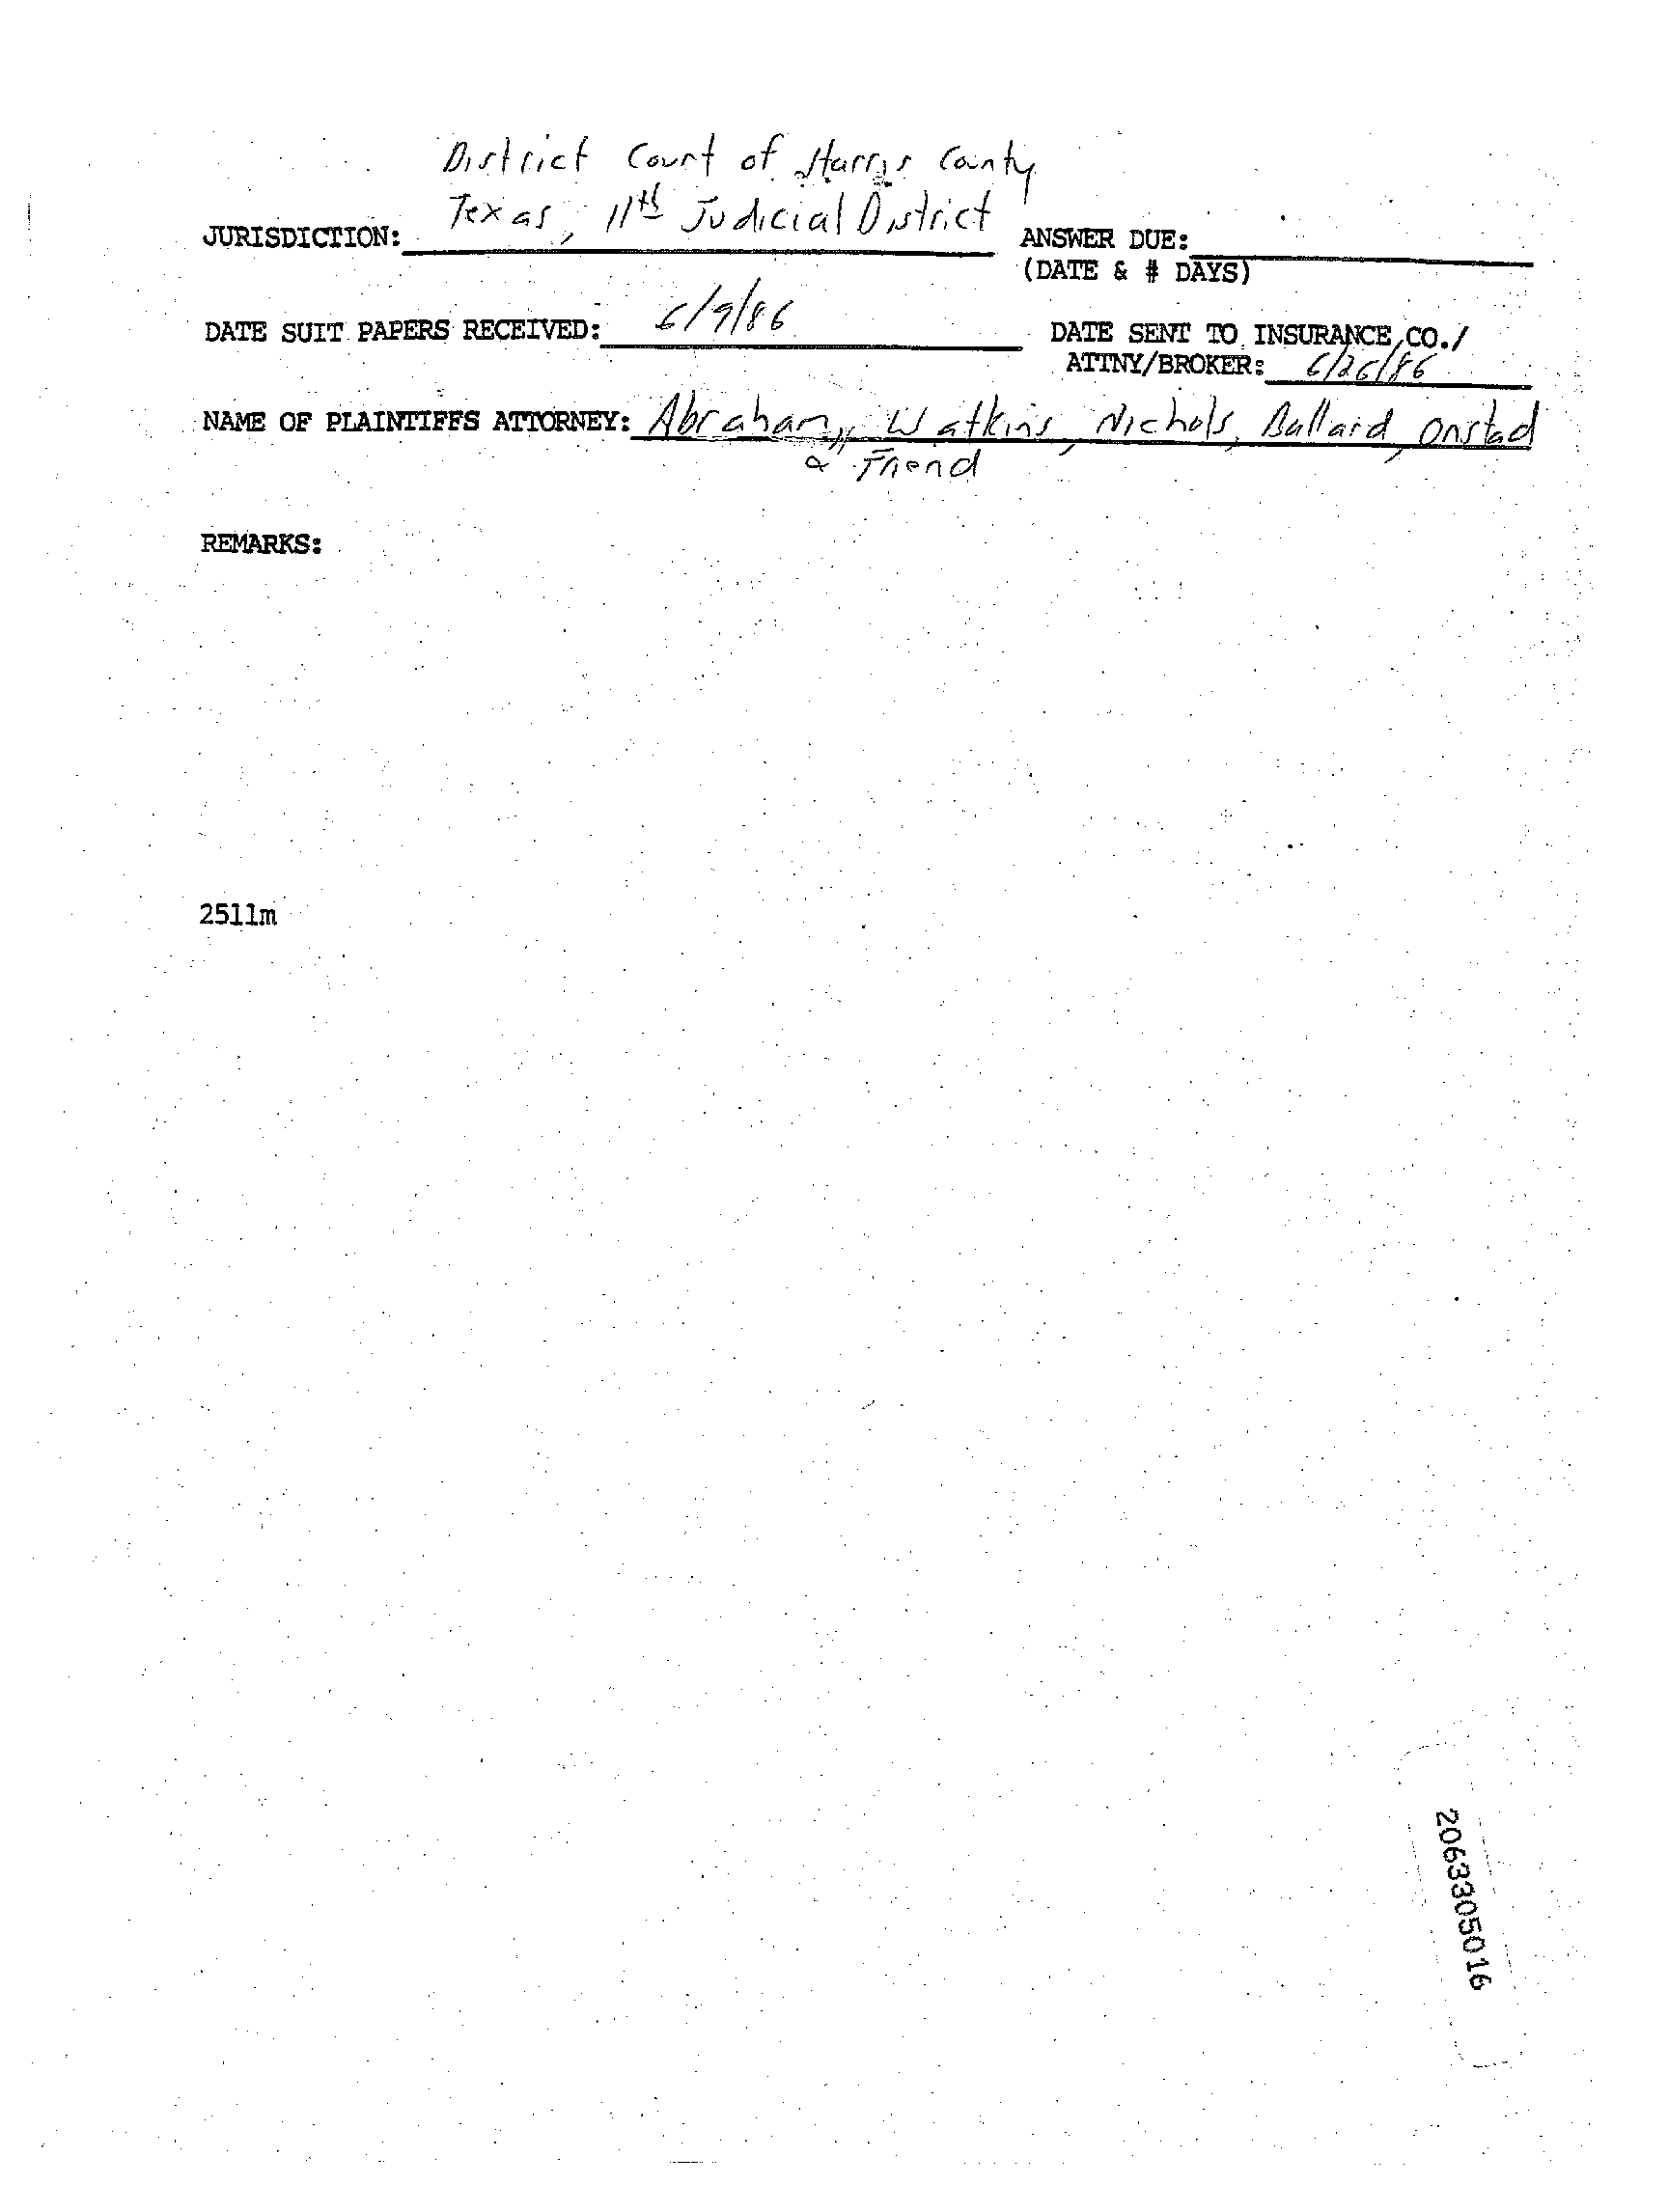 District Court of Harris County
JURISDICTION: Texas, 11th Judicial District ANSWER DUE:
(DATE & # DAYS)
DATE SUIT PAPERS RECEIVED: 6/9/86 DATE SENT TO INSURANCE CO./
ATTNY/BROKER: 6/26/86
NAME OF PLAINTIFFS ATTORNEY: Abraham, Watkins, Nichols, Ballard, Onstad
& Friend
REMARKS:
2511m
2063305016